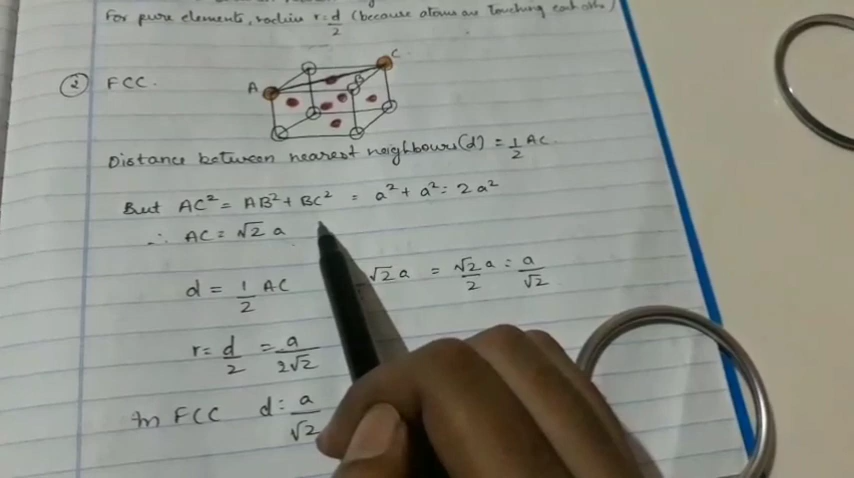 For pure elements, radius r = d/2 (because atoms are touching each other)
② FCC.
A B C
Distance between nearest neighbours (d) = 1/2 AC.
But AC² = AB² + BC² = a² + a² = 2a²
∴ AC = √2 a
d = 1/2 AC √2 a = √2/2 a = a/√2
r = d/2 = a/2√2
In FCC d = a/√2